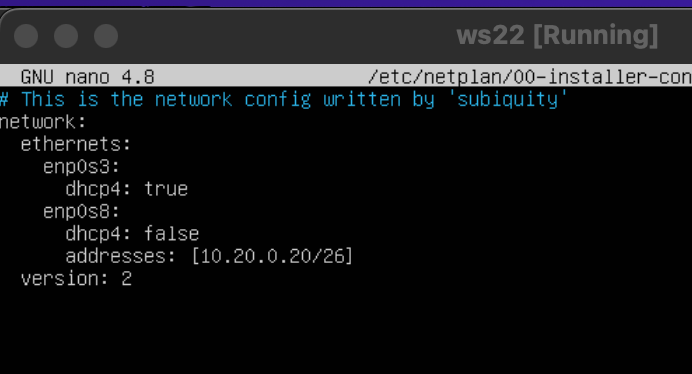 ws22 [Running]
GNU nano 4.8 /etc/netplan/00-installer-con
# This is the network config written by 'subiquity'
network:
  ethernets:
    enp0s3:
      dhcp4: true
    enp0s8:
      dhcp4: false
      addresses: [10.20.0.20/26]
  version: 2